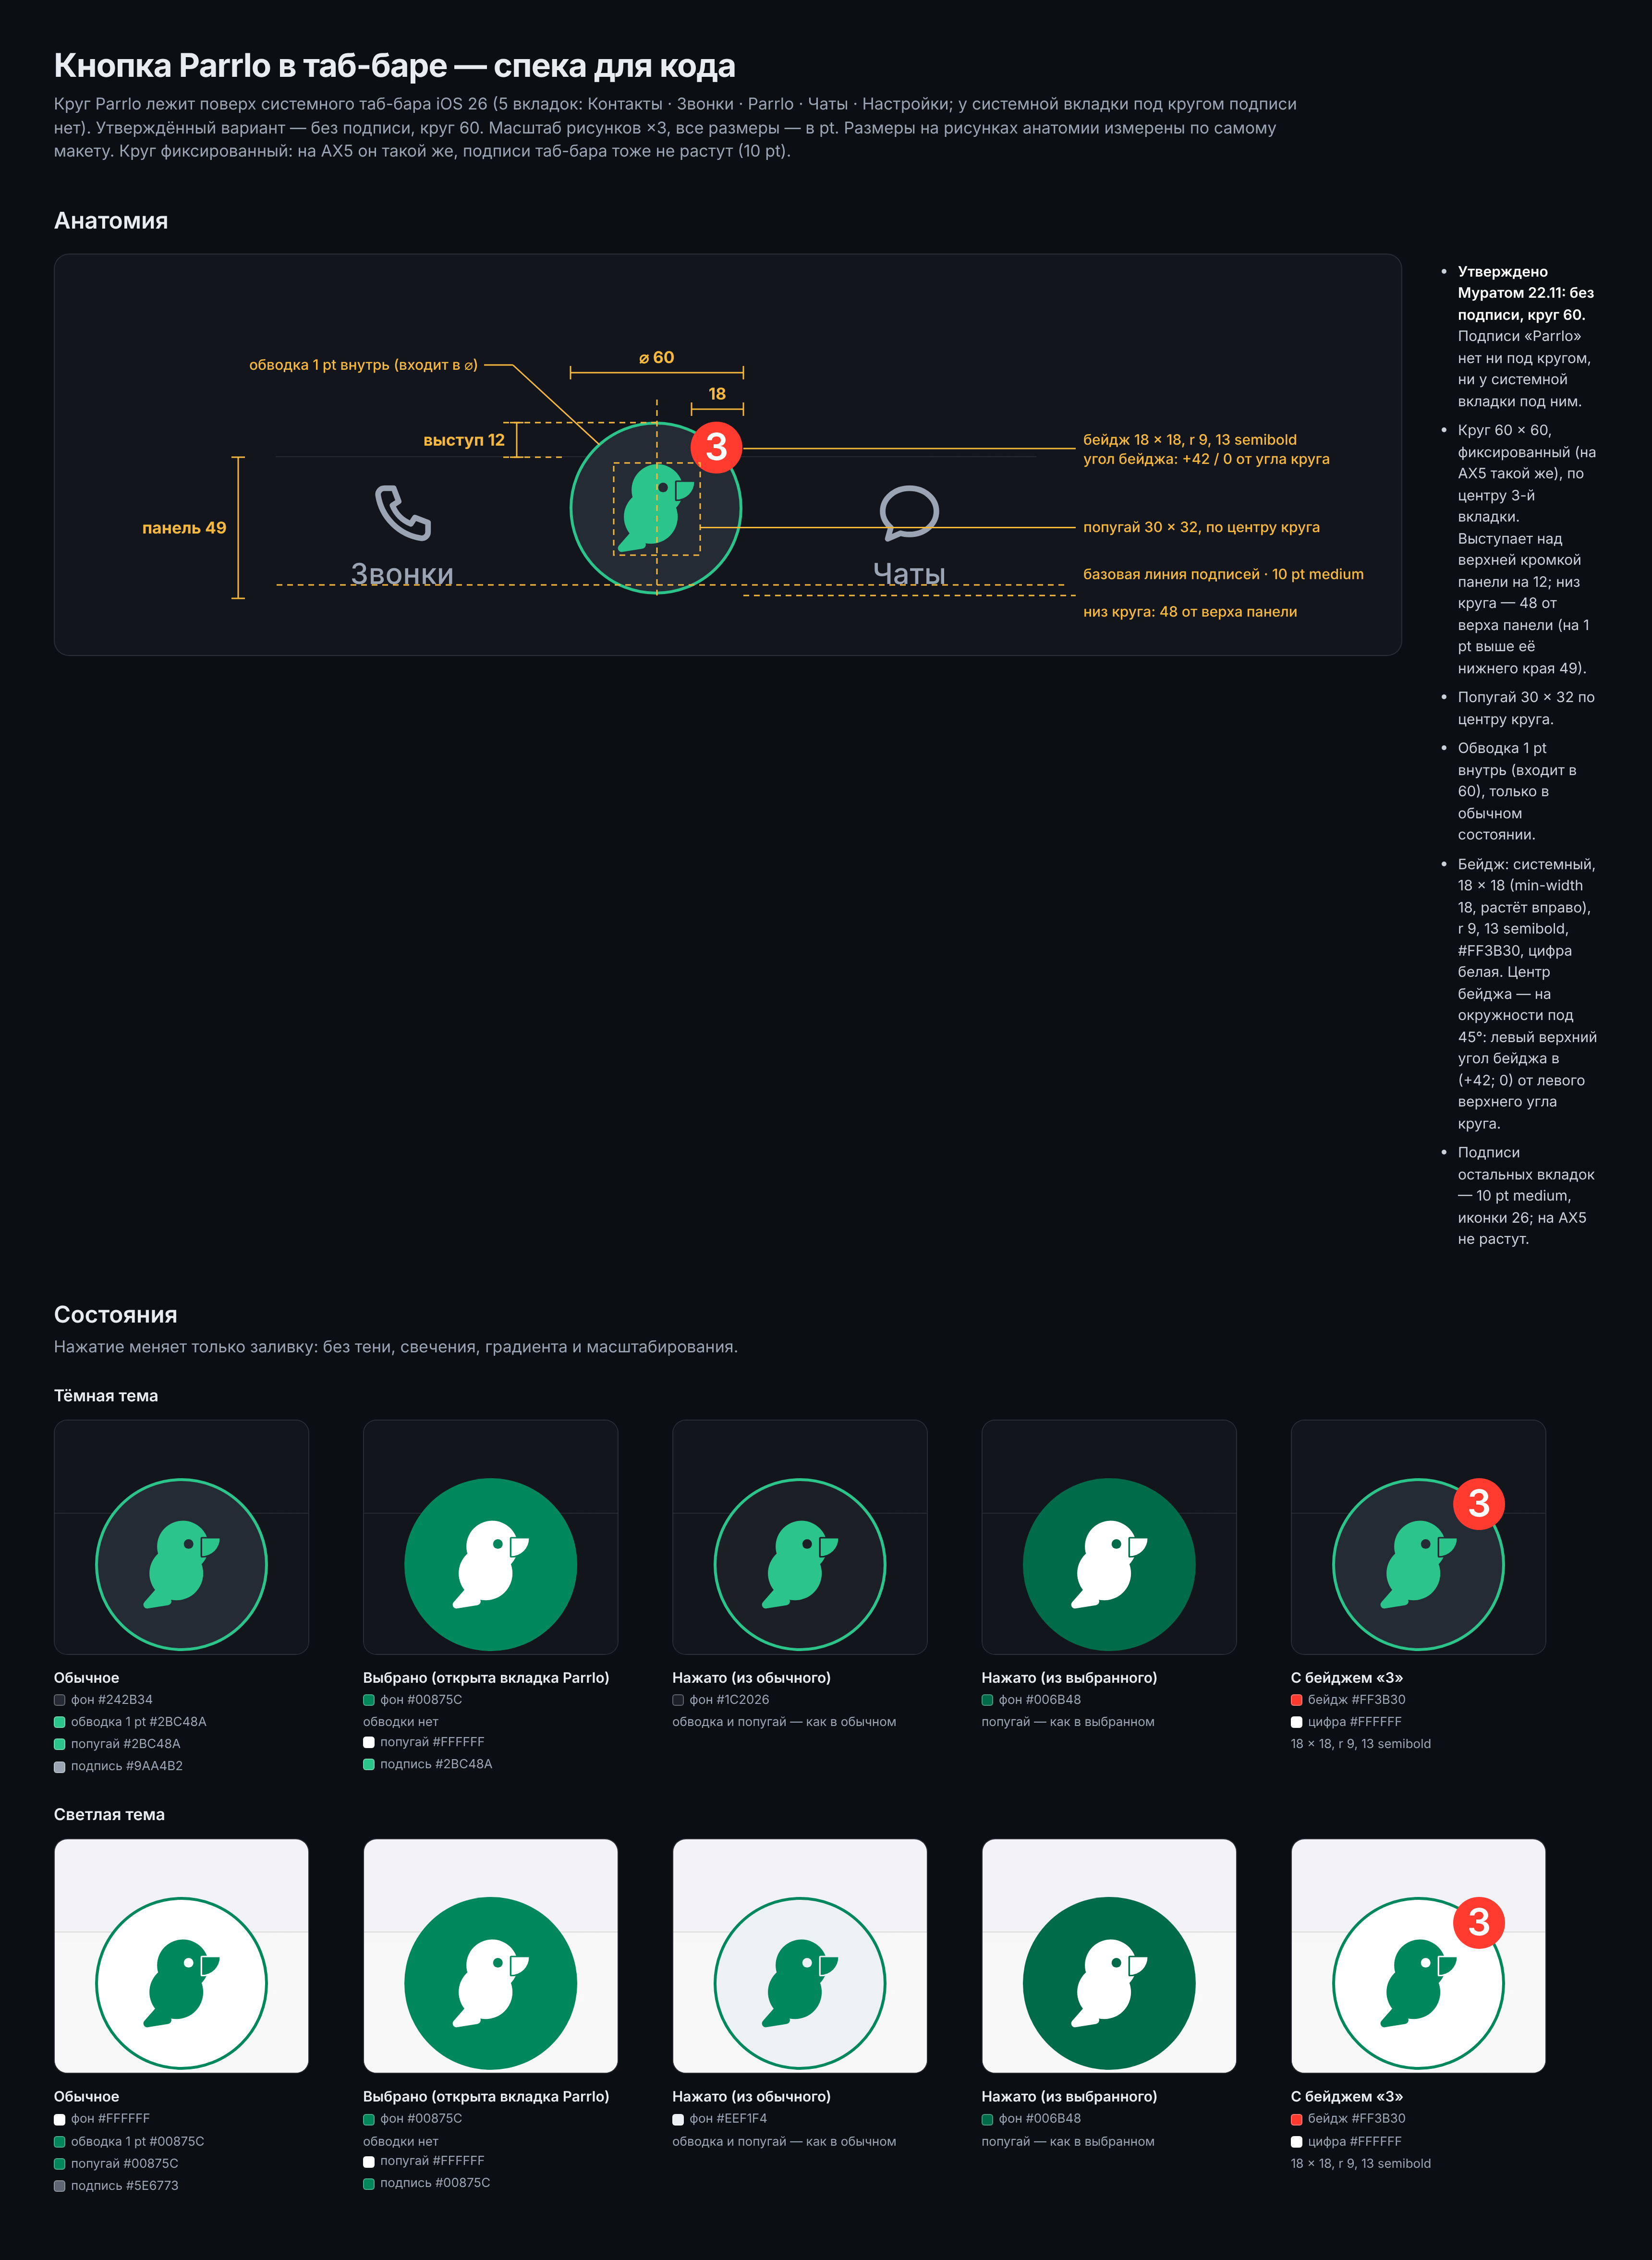 Кнопка Parrlo в таб-баре — спека для кода
Круг Parrlo лежит поверх системного таб-бара iOS 26 (5 вкладок: Контакты · Звонки · Parrlo · Чаты · Настройки; у системной вкладки под кругом подписи
нет). Утверждённый вариант — без подписи, круг 60. Масштаб рисунков ×3, все размеры — в pt. Размеры на рисунках анатомии измерены по самому
макету. Круг фиксированный: на AX5 он такой же, подписи таб-бара тоже не растут (10 pt).
Анатомия
обводка 1 pt внутрь (входит в ⌀)
⌀ 60
18
выступ 12
3
бейдж 18 × 18, r 9, 13 semibold
угол бейджа: +42 / 0 от угла круга
панель 49
попугай 30 × 32, по центру круга
Звонки
Чаты
базовая линия подписей · 10 pt medium
низ круга: 48 от верха панели
• Утверждено
Муратом 22.11: без
подписи, круг 60.
Подписи «Parrlo»
нет ни под кругом,
ни у системной
вкладки под ним.
• Круг 60 × 60,
фиксированный (на
AX5 такой же), по
центру 3-й
вкладки.
Выступает над
верхней кромкой
панели на 12; низ
круга — 48 от
верха панели (на 1
pt выше её
нижнего края 49).
• Попугай 30 × 32 по
центру круга.
• Обводка 1 pt
внутрь (входит в
60), только в
обычном
состоянии.
• Бейдж: системный,
18 × 18 (min-width
18, растёт вправо),
r 9, 13 semibold,
#FF3B30, цифра
белая. Центр
бейджа — на
окружности под
45°: левый верхний
угол бейджа в
(+42; 0) от левого
верхнего угла
круга.
• Подписи
остальных вкладок
— 10 pt medium,
иконки 26; на AX5
не растут.
Состояния
Нажатие меняет только заливку: без тени, свечения, градиента и масштабирования.
Тёмная тема
3
Обычное
фон #242B34
обводка 1 pt #2BC48A
попугай #2BC48A
подпись #9AA4B2
Выбрано (открыта вкладка Parrlo)
фон #00875C
обводки нет
попугай #FFFFFF
подпись #2BC48A
Нажато (из обычного)
фон #1C2026
обводка и попугай — как в обычном
Нажато (из выбранного)
фон #006B48
попугай — как в выбранном
С бейджем «3»
бейдж #FF3B30
цифра #FFFFFF
18 × 18, r 9, 13 semibold
Светлая тема
3
Обычное
фон #FFFFFF
обводка 1 pt #00875C
попугай #00875C
подпись #5E6773
Выбрано (открыта вкладка Parrlo)
фон #00875C
обводки нет
попугай #FFFFFF
подпись #00875C
Нажато (из обычного)
фон #EEF1F4
обводка и попугай — как в обычном
Нажато (из выбранного)
фон #006B48
попугай — как в выбранном
С бейджем «3»
бейдж #FF3B30
цифра #FFFFFF
18 × 18, r 9, 13 semibold